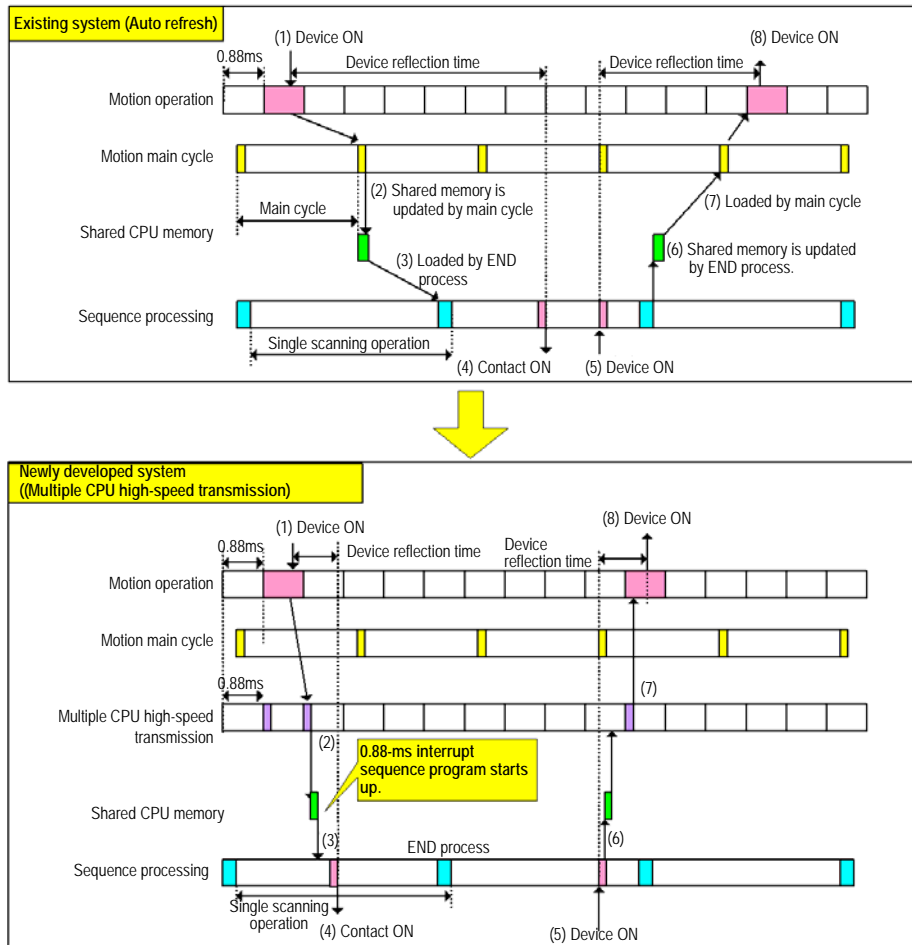 Existing system (Auto refresh)
(1) Device ON
(8) Device ON
0.88ms
Device reflection time
Device reflection time
Motion operation
Motion main cycle
(2) Shared memory is
updated by main cycle
(7) Loaded by main cycle
Main cycle
Shared CPU memory
(3) Loaded by END
process
(6) Shared memory is updated
by END process.
Sequence processing
Single scanning operation
(4) Contact ON
(5) Device ON
Newly developed system
((Multiple CPU high-speed transmission)
(1) Device ON
(8) Device ON
0.88ms
Device reflection time
Device
reflection time
Motion operation
Motion main cycle
0.88ms
(7)
Multiple CPU high-speed
transmission
(2)
0.88-ms interrupt
sequence program starts
up.
Shared CPU memory
(3)
END process
(6)
Sequence processing
Single scanning
operation
(4) Contact ON
(5) Device ON